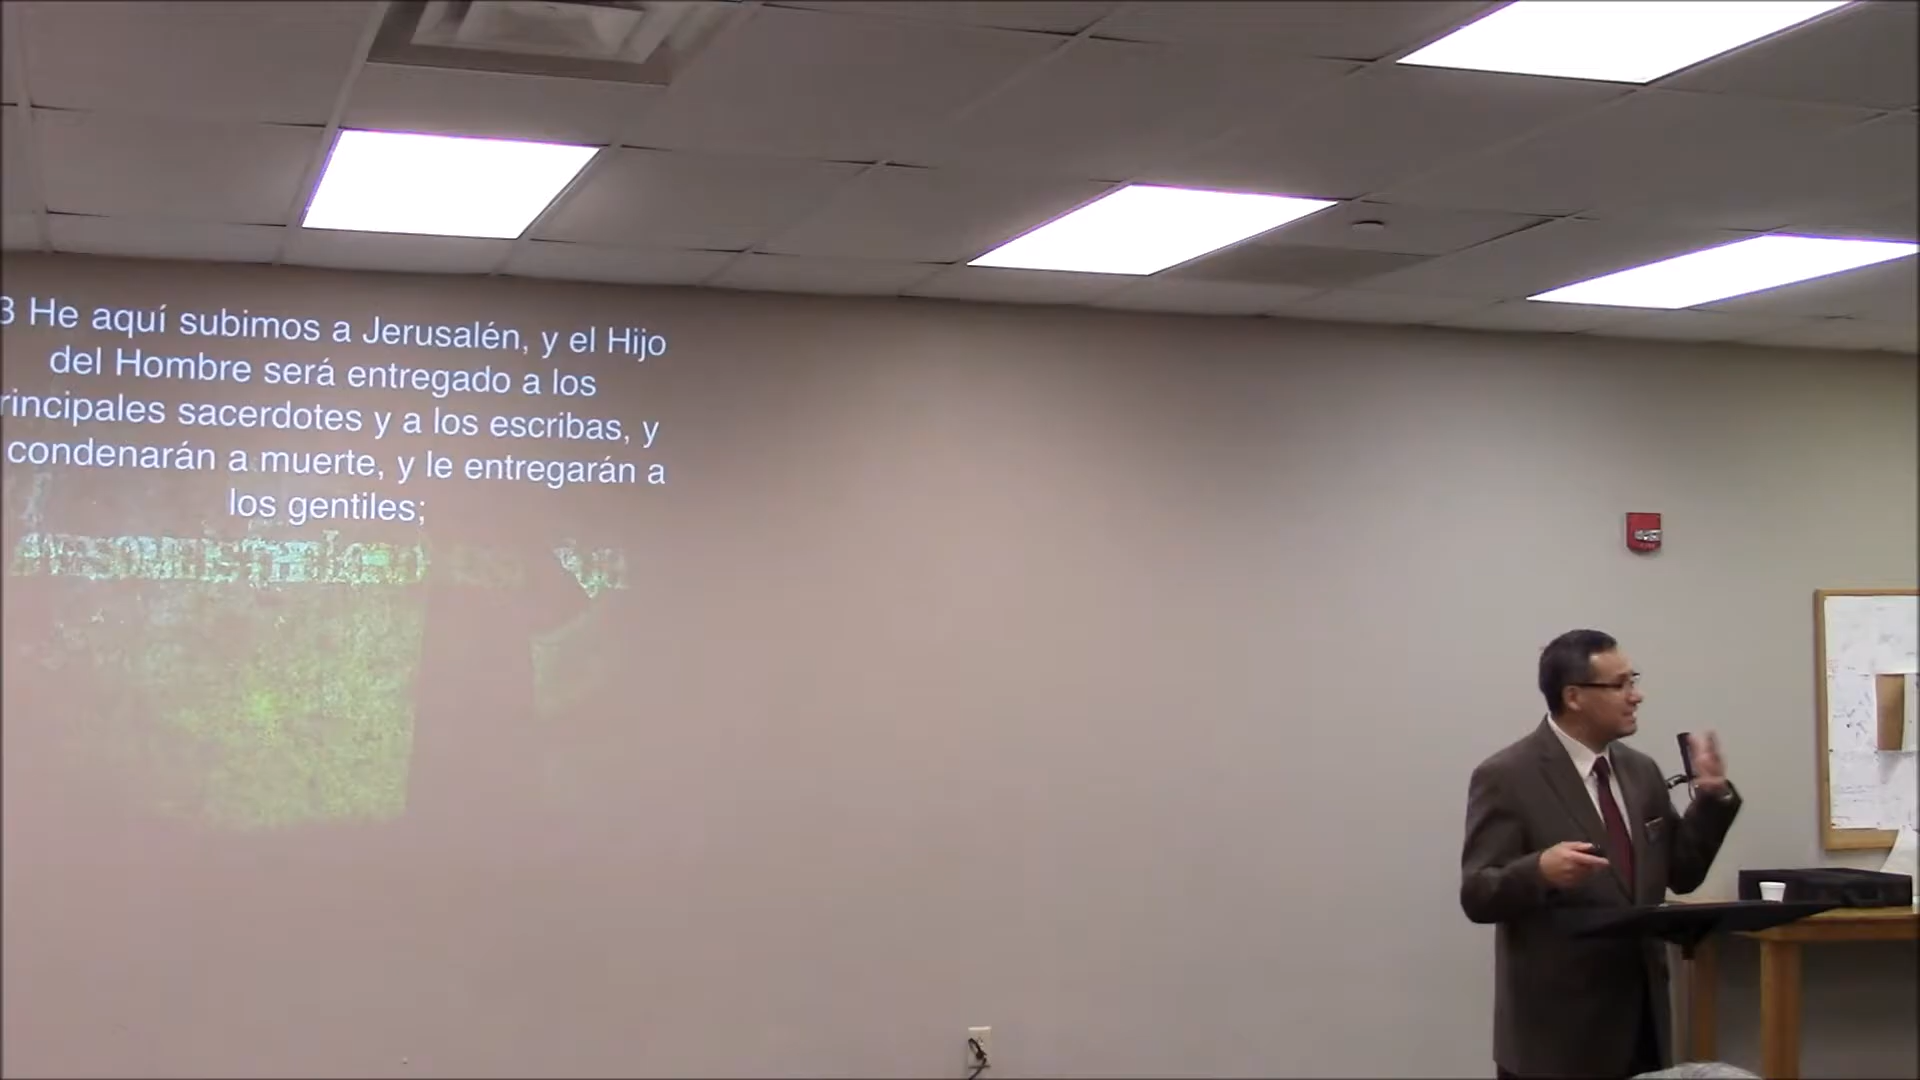 3 He aquí subimos a Jerusalén, y el Hijo
del Hombre será entregado a los
rincipales sacerdotes y a los escribas, y
condenarán a muerte, y le entregarán a
los gentiles;